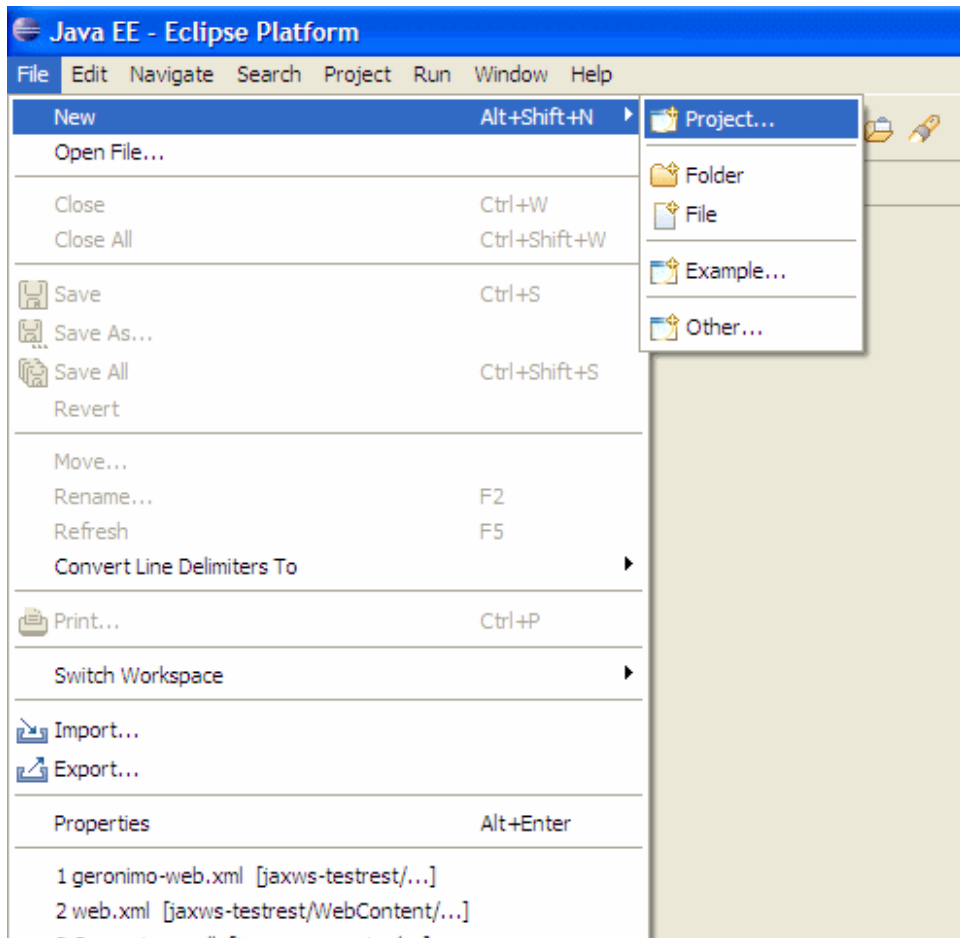 Java EE - Eclipse Platform
File Edit Navigate Search Project Run Window Help
New Alt+Shift+N
Open File...
Close Ctrl+W
Close All Ctrl+Shift+W
Save Ctrl+S
Save As...
Save All Ctrl+Shift+S
Revert
Move...
Rename... F2
Refresh F5
Convert Line Delimiters To
Print... Ctrl+P
Switch Workspace
Import...
Export...
Properties Alt+Enter
1 geronimo-web.xml [jaxws-testrest/...]
2 web.xml [jaxws-testrest/WebContent/...]
Project...
Folder
File
Example...
Other...